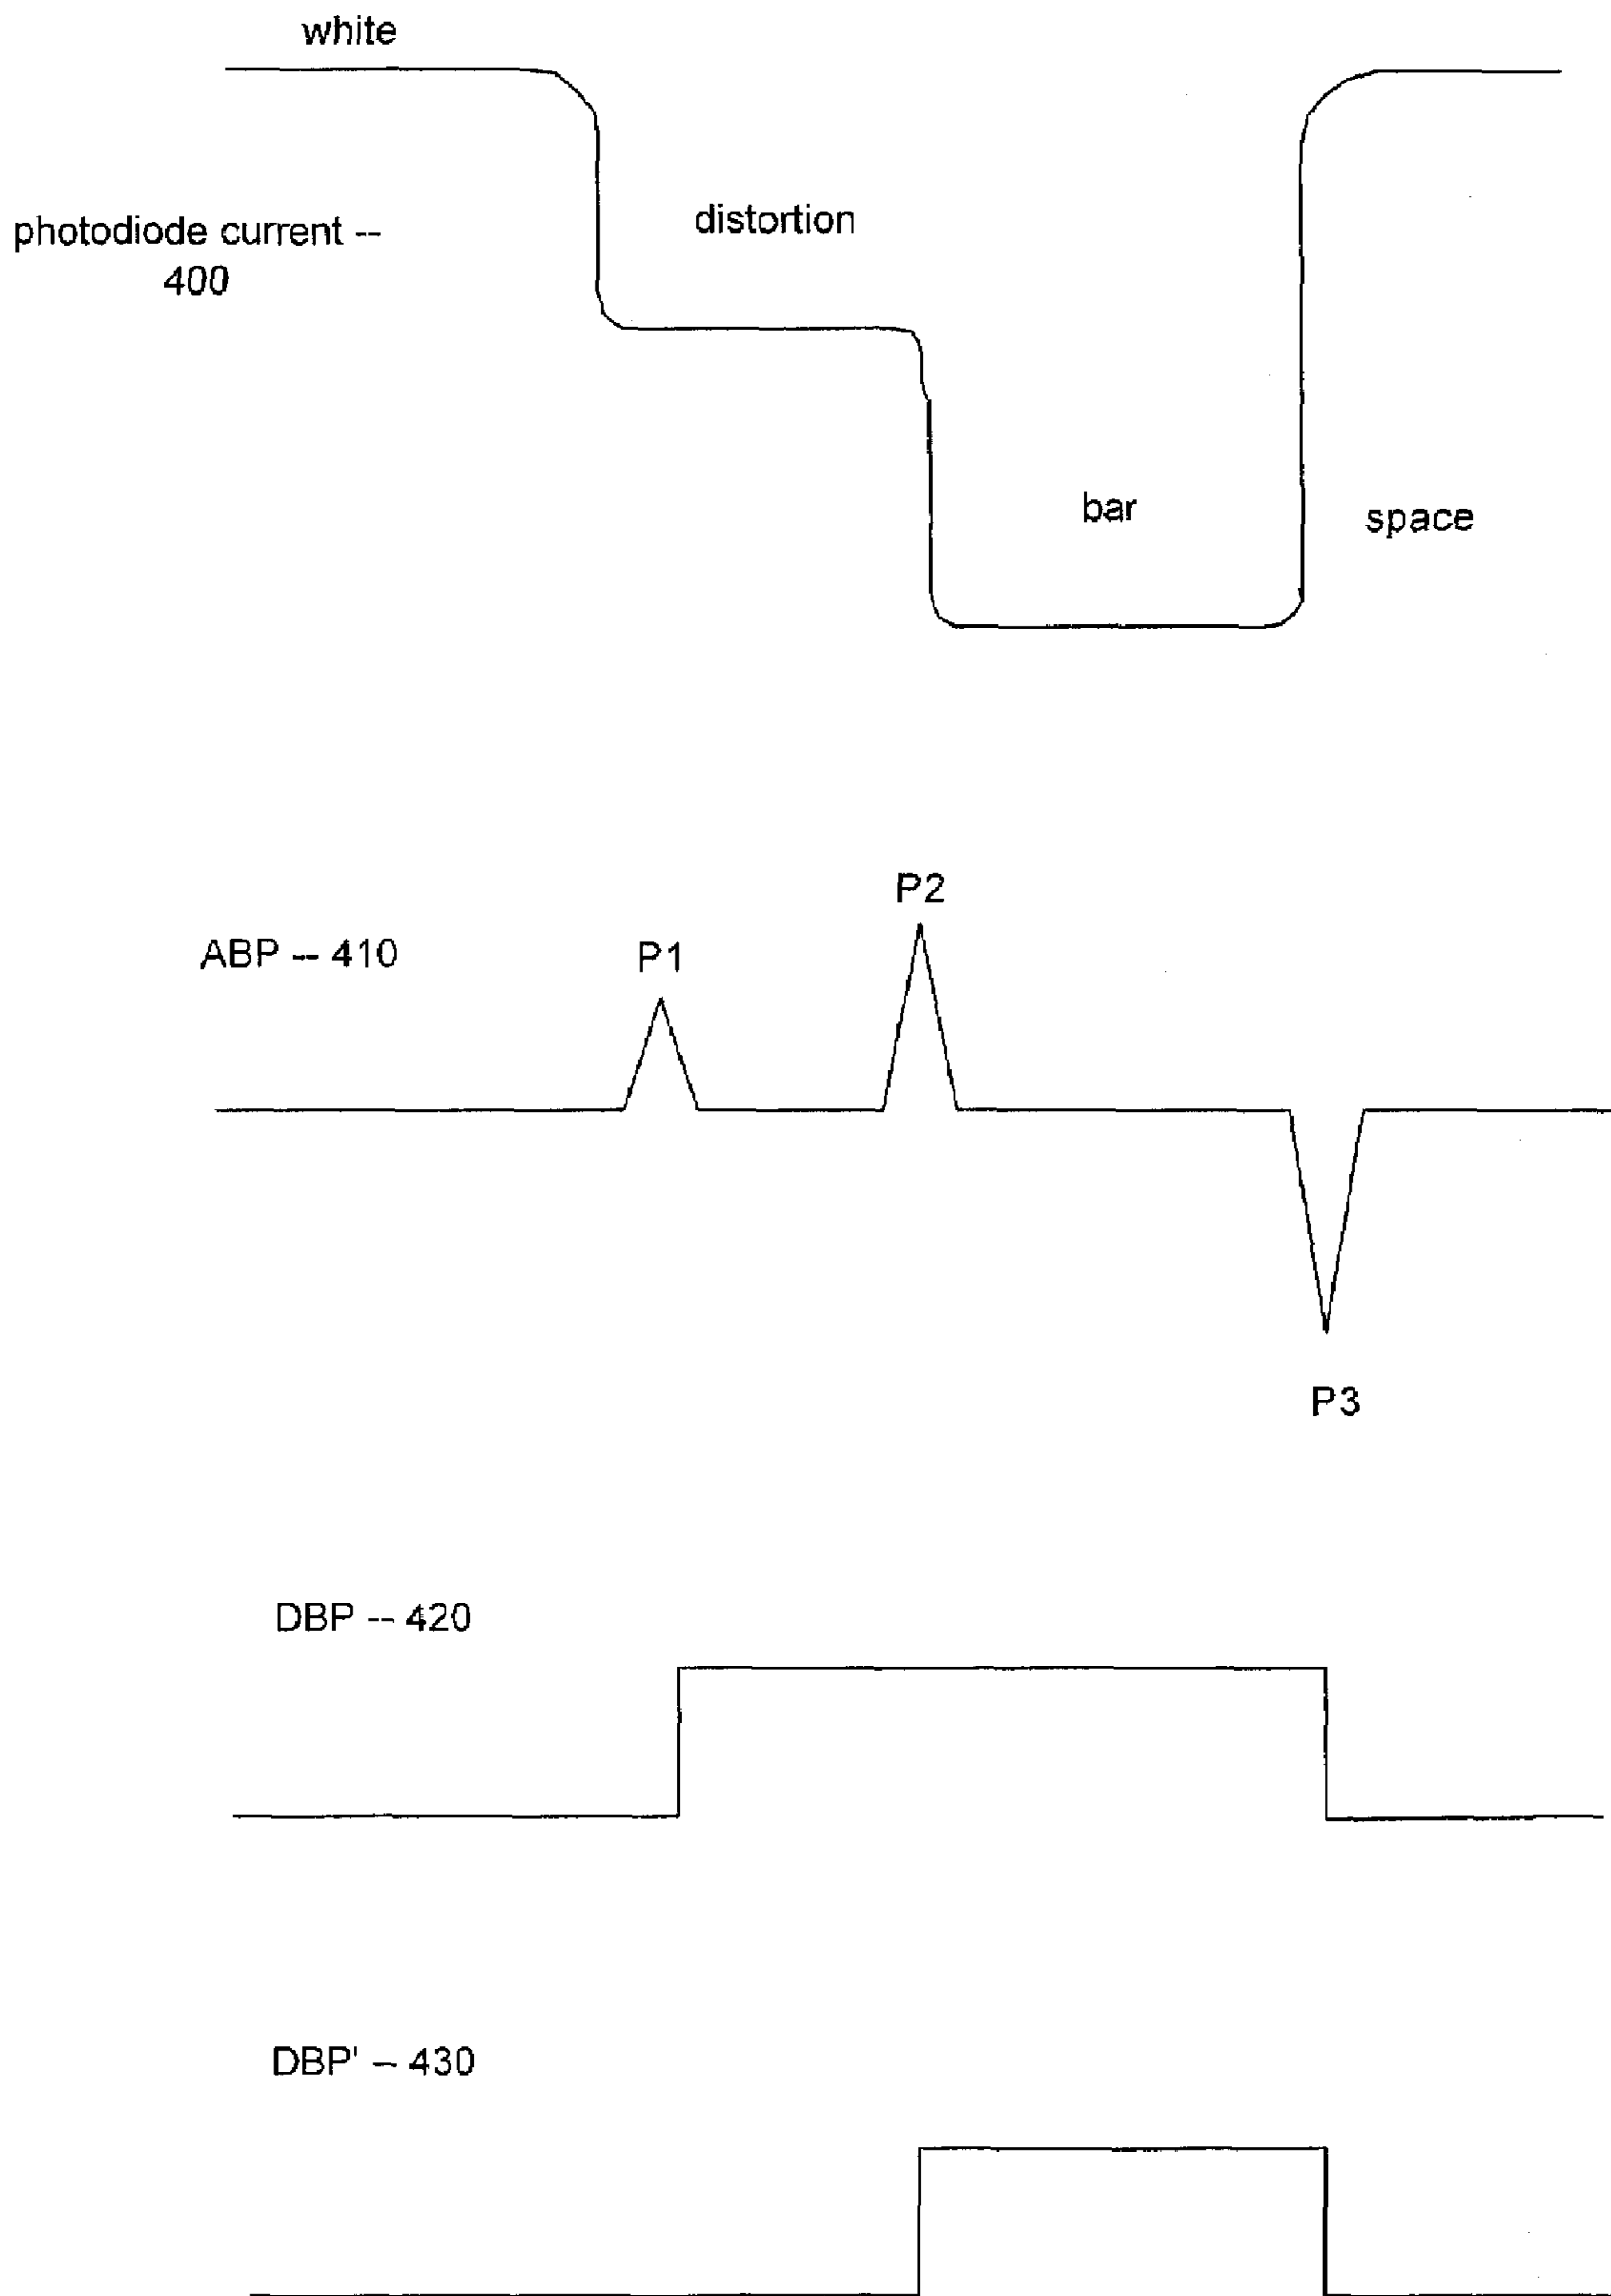 white
photodiode current --
400
distortion
bar
space
P2
ABP -- 410
P1
P3
DBP -- 420
DBP' -- 430